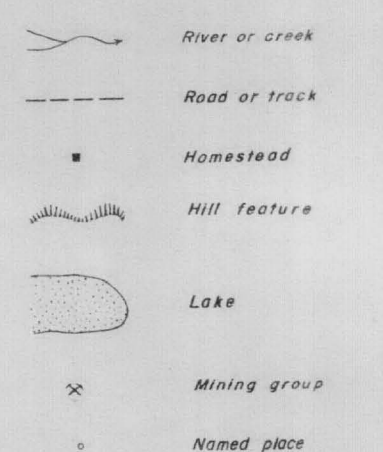 River or creek
Road or track
Homestead
Hill feature
Lake
Mining group
Named place